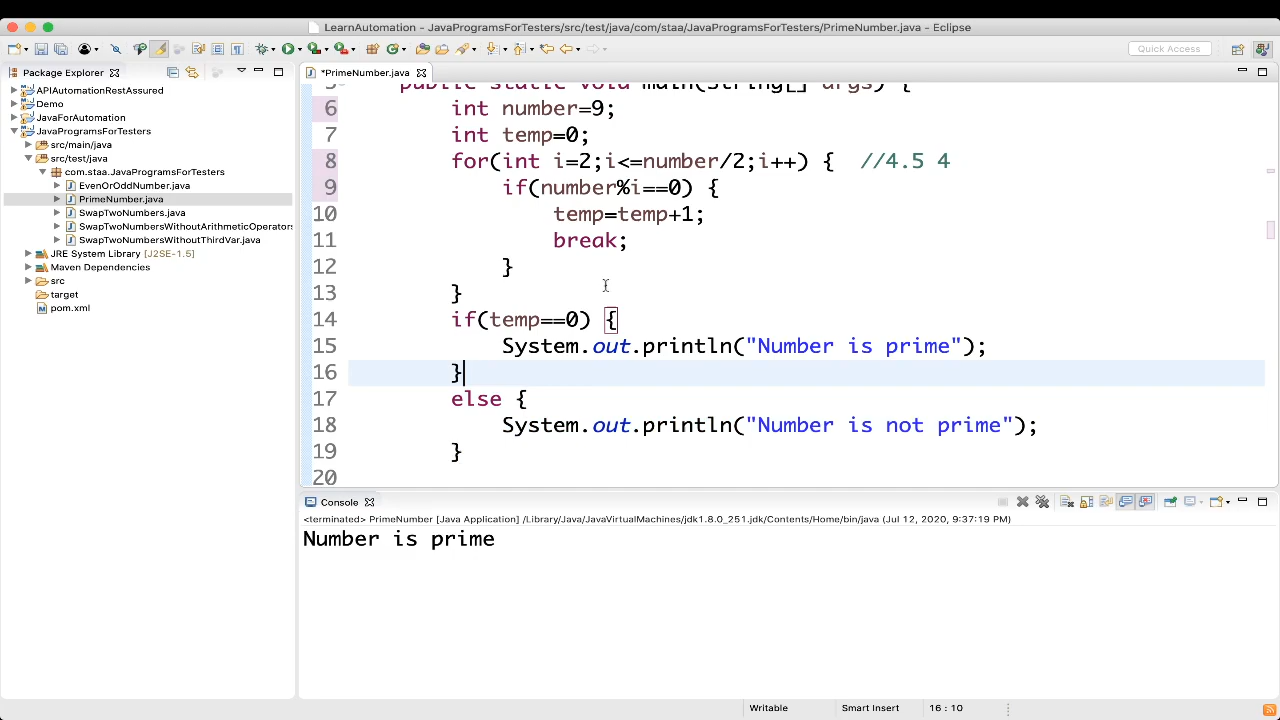 LearnAutomation – JavaProgramsForTesters/src/test/java/com/staa/JavaProgramsForTesters/PrimeNumber.java – Eclipse
Quick Access
Package Explorer
APIAutomationRestAssured
Demo
JavaForAutomation
JavaProgramsForTesters
src/main/java
src/test/java
com.staa.JavaProgramsForTesters
EvenOrOddNumber.java
PrimeNumber.java
SwapTwoNumbers.java
SwapTwoNumbersWithoutArithmeticOperators
SwapTwoNumbersWithoutThirdVar.java
JRE System Library [J2SE-1.5]
Maven Dependencies
src
target
pom.xml
*PrimeNumber.java
5 public static void main(String[] args) {
6 int number=9;
7 int temp=0;
8 for(int i=2;i<=number/2;i++) { //4.5 4
9 if(number%i==0) {
10 temp=temp+1;
11 break;
12 }
13 }
14 if(temp==0) {
15 System.out.println("Number is prime");
16 }
17 else {
18 System.out.println("Number is not prime");
19 }
20
Console
<terminated> PrimeNumber [Java Application] /Library/Java/JavaVirtualMachines/jdk1.8.0_251.jdk/Contents/Home/bin/java (Jul 12, 2020, 9:37:19 PM)
Number is prime
Writable
Smart Insert
16 : 10